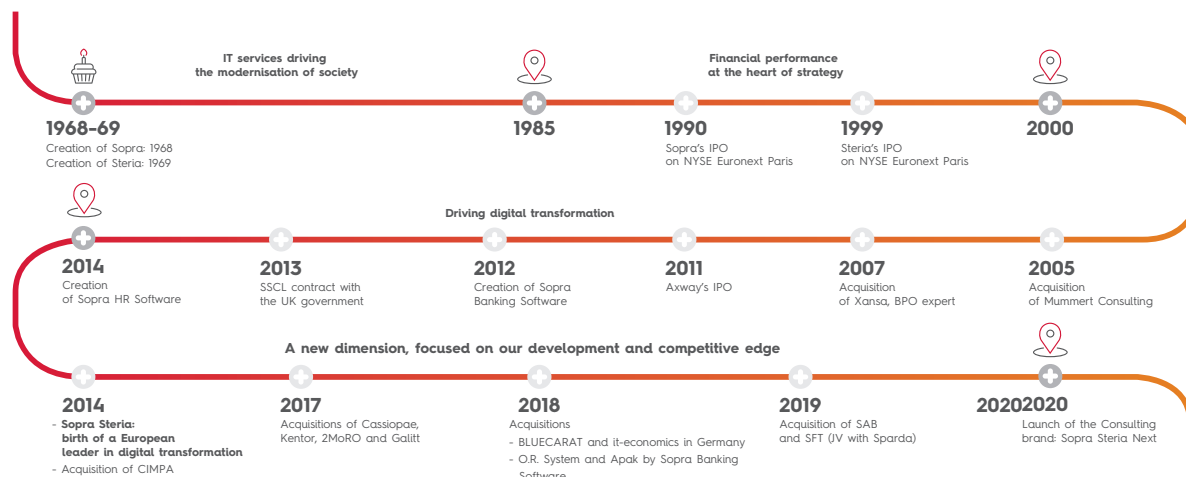 IT services driving
the modernisation of society
Financial performance
at the heart of strategy
1968-69
Creation of Sopra: 1968
Creation of Steria: 1969
1985
1990
Sopra's IPO
on NYSE Euronext Paris
1999
Steria's IPO
on NYSE Euronext Paris
2000
Driving digital transformation
2014
Creation
of Sopra HR Software
2013
SSCL contract with
the UK government
2012
Creation of Sopra
Banking Software
2011
Axway's IPO
2007
Acquisition
of Xansa, BPO expert
2005
Acquisition
of Mummert Consulting
A new dimension, focused on our development and competitive edge
2014
- Sopra Steria:
birth of a European
leader in digital transformation
- Acquisition of CIMPA
2017
Acquisitions of Cassiopae,
Kentor, 2MoRO and Galitt
2018
Acquisitions
- BLUECARAT and it-economics in Germany
- O.R. System and Apak by Sopra Banking
Software
2019
Acquisition of SAB
and SFT (JV with Sparda)
20202020
Launch of the Consulting
brand: Sopra Steria Next